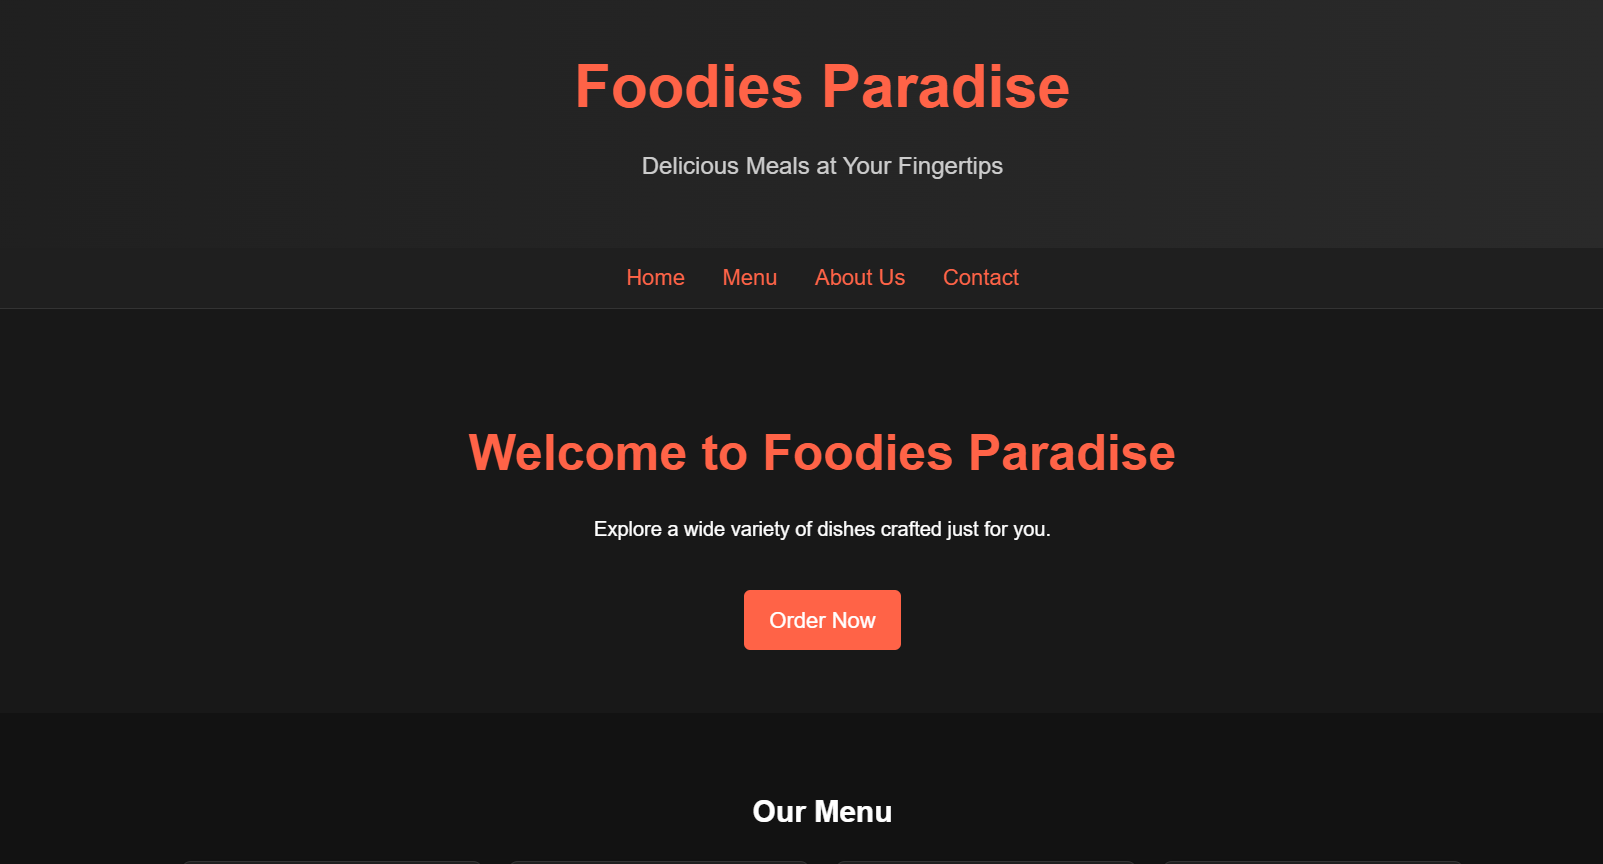 Foodies Paradise
Delicious Meals at Your Fingertips
Home Menu About Us Contact
Welcome to Foodies Paradise
Explore a wide variety of dishes crafted just for you.
Order Now
Our Menu